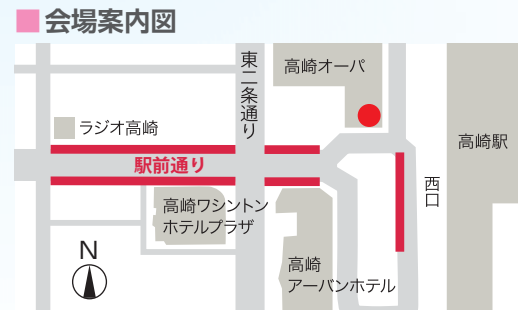 会場案内図
東二条通り
高崎オーパ
ラジオ高崎
高崎駅
駅前通り
西口
高崎ワシントン
ホテルプラザ
N
高崎
アーバンホテル